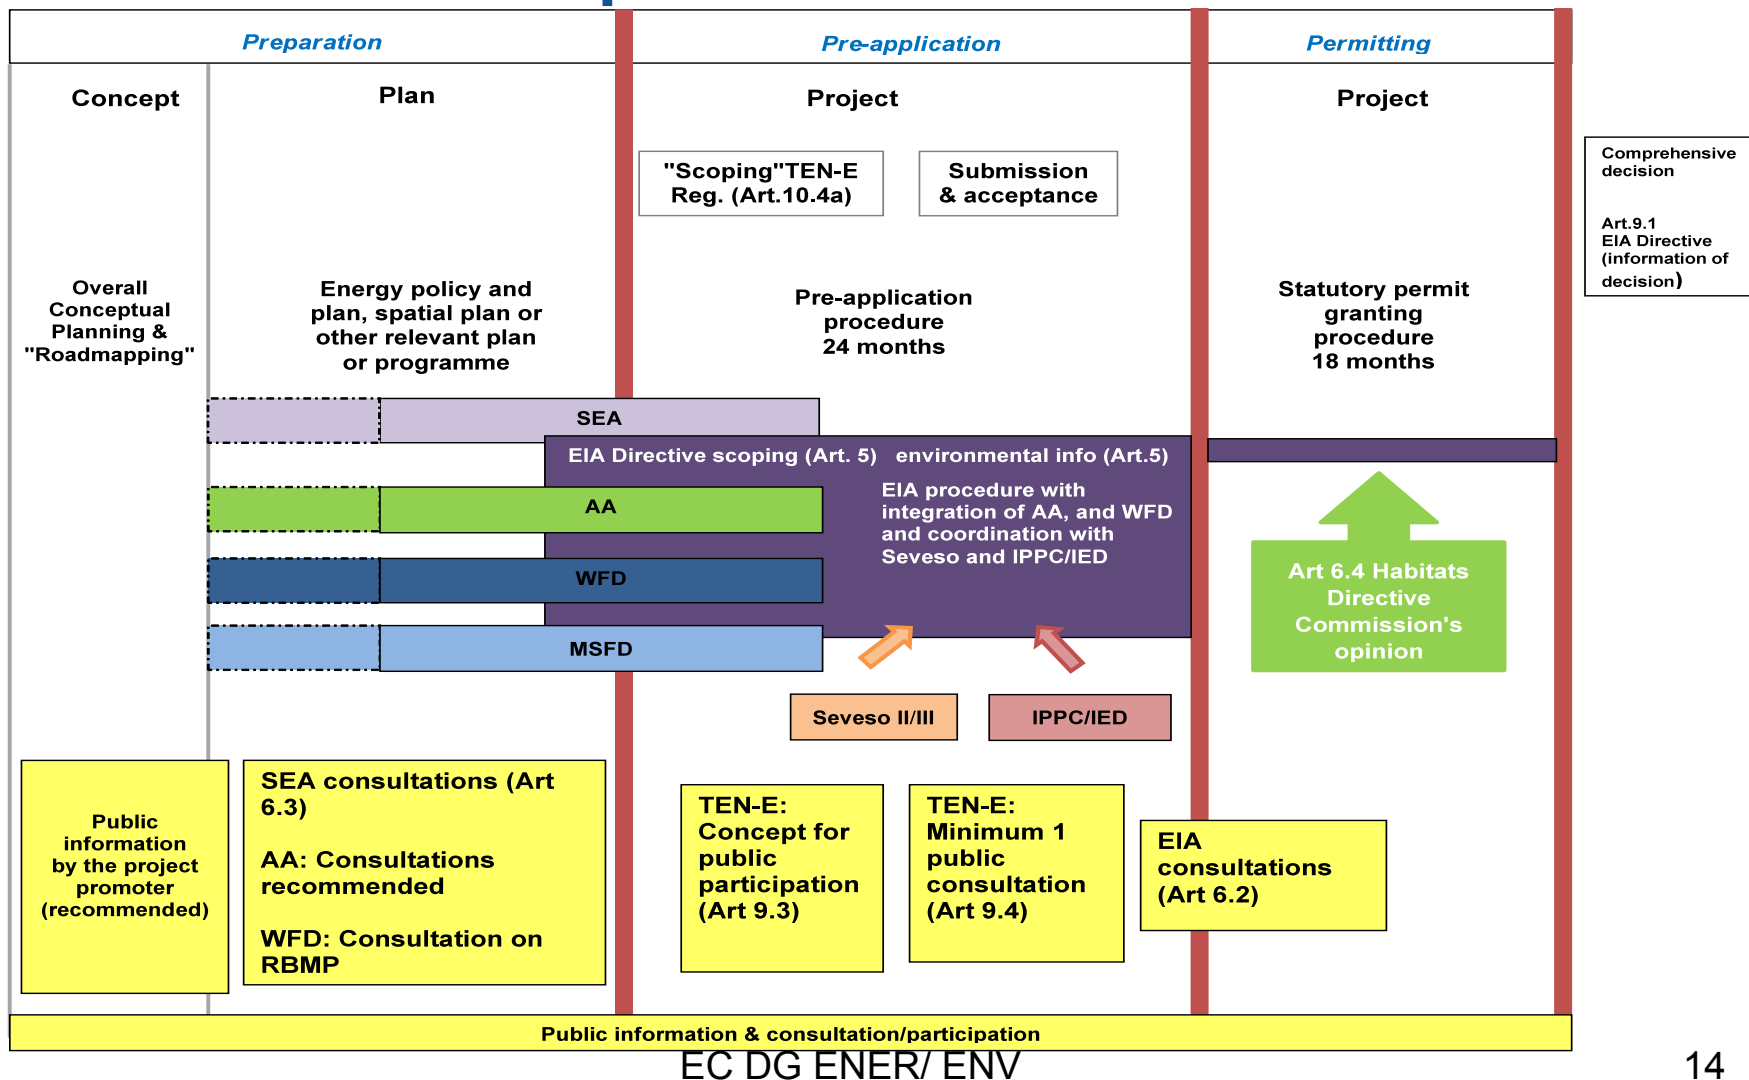 Preparation
Pre-application
Permitting
Concept
Plan
Project
Project
"Scoping"TEN-E
Reg. (Art.10.4a)
Submission
& acceptance
Comprehensive
decision
Art.9.1
EIA Directive
(information of
decision)
Overall
Conceptual
Planning &
"Roadmapping"
Energy policy and
plan, spatial plan or
other relevant plan
or programme
Pre-application
procedure
24 months
Statutory permit
granting
procedure
18 months
SEA
EIA Directive scoping (Art. 5) environmental info (Art.5)
EIA procedure with
integration of AA, and WFD
and coordination with
Seveso and IPPC/IED
AA
WFD
MSFD
Art 6.4 Habitats
Directive
Commission's
opinion
Seveso II/III
IPPC/IED
Public
information
by the project
promoter
(recommended)
SEA consultations (Art
6.3)
AA: Consultations
recommended
WFD: Consultation on
RBMP
TEN-E:
Concept for
public
participation
(Art 9.3)
TEN-E:
Minimum 1
public
consultation
(Art 9.4)
EIA
consultations
(Art 6.2)
Public information & consultation/participation
EC DG ENER/ ENV
14